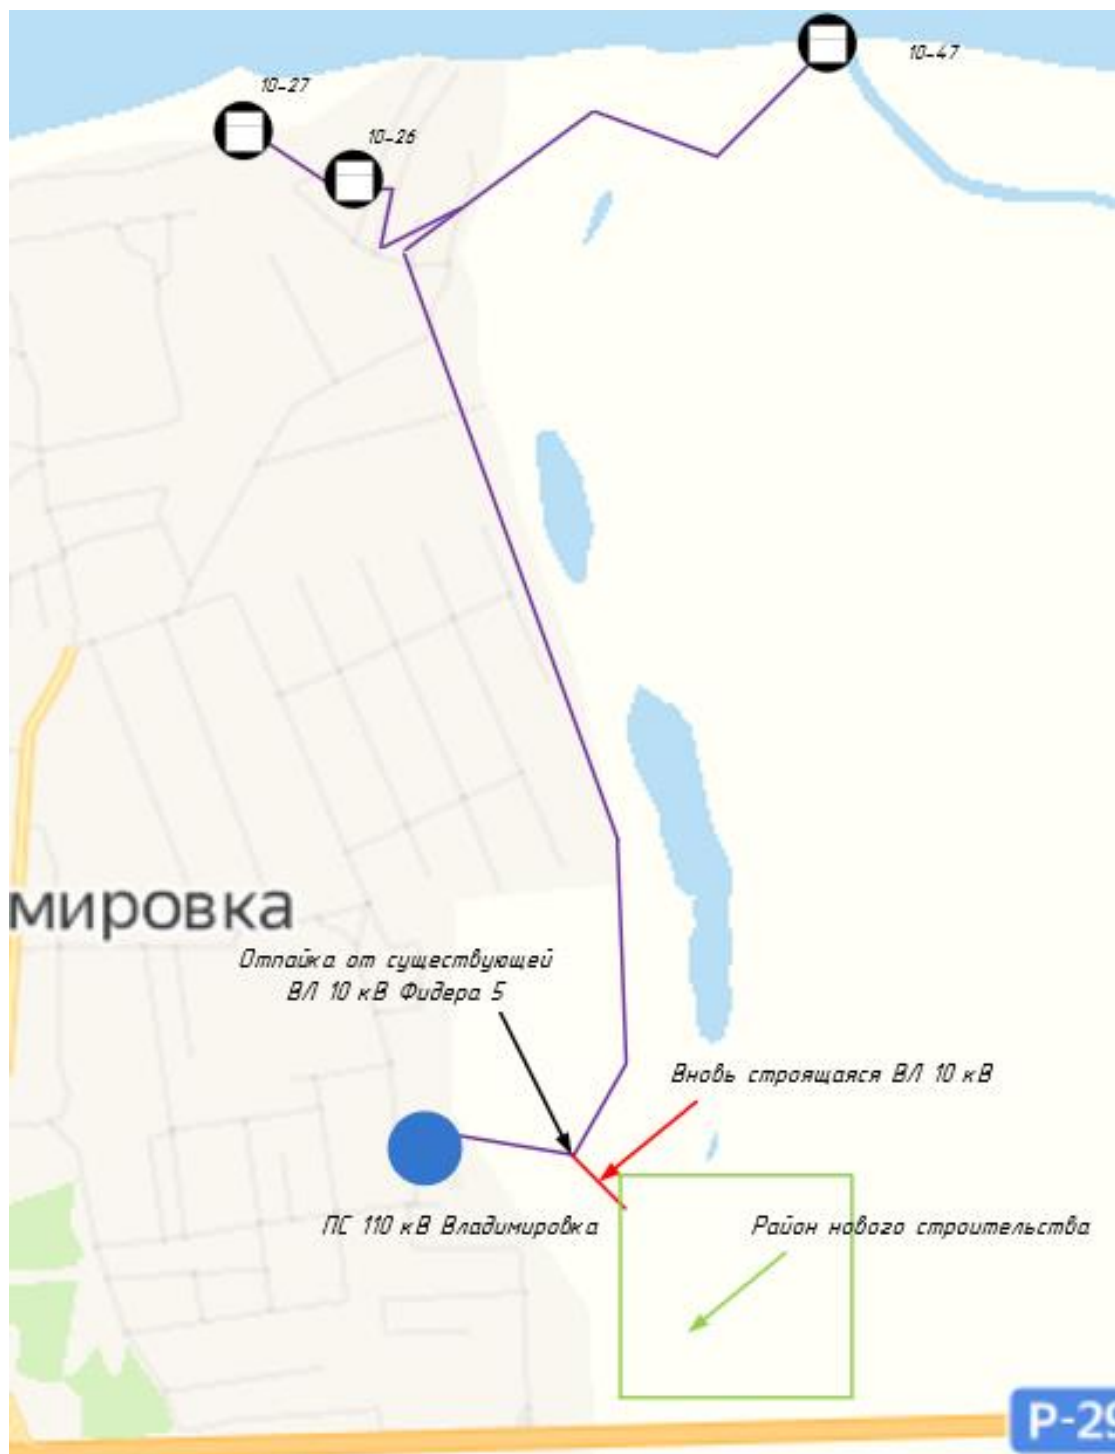 10-47
10-27
10-26
мировка
Отпайка от существующей
ВЛ 10 кВ Фидера 5
Вновь строящаяся ВЛ 10 кВ
ПС 110 кВ Владимировка
Район нового строительства
Р-29